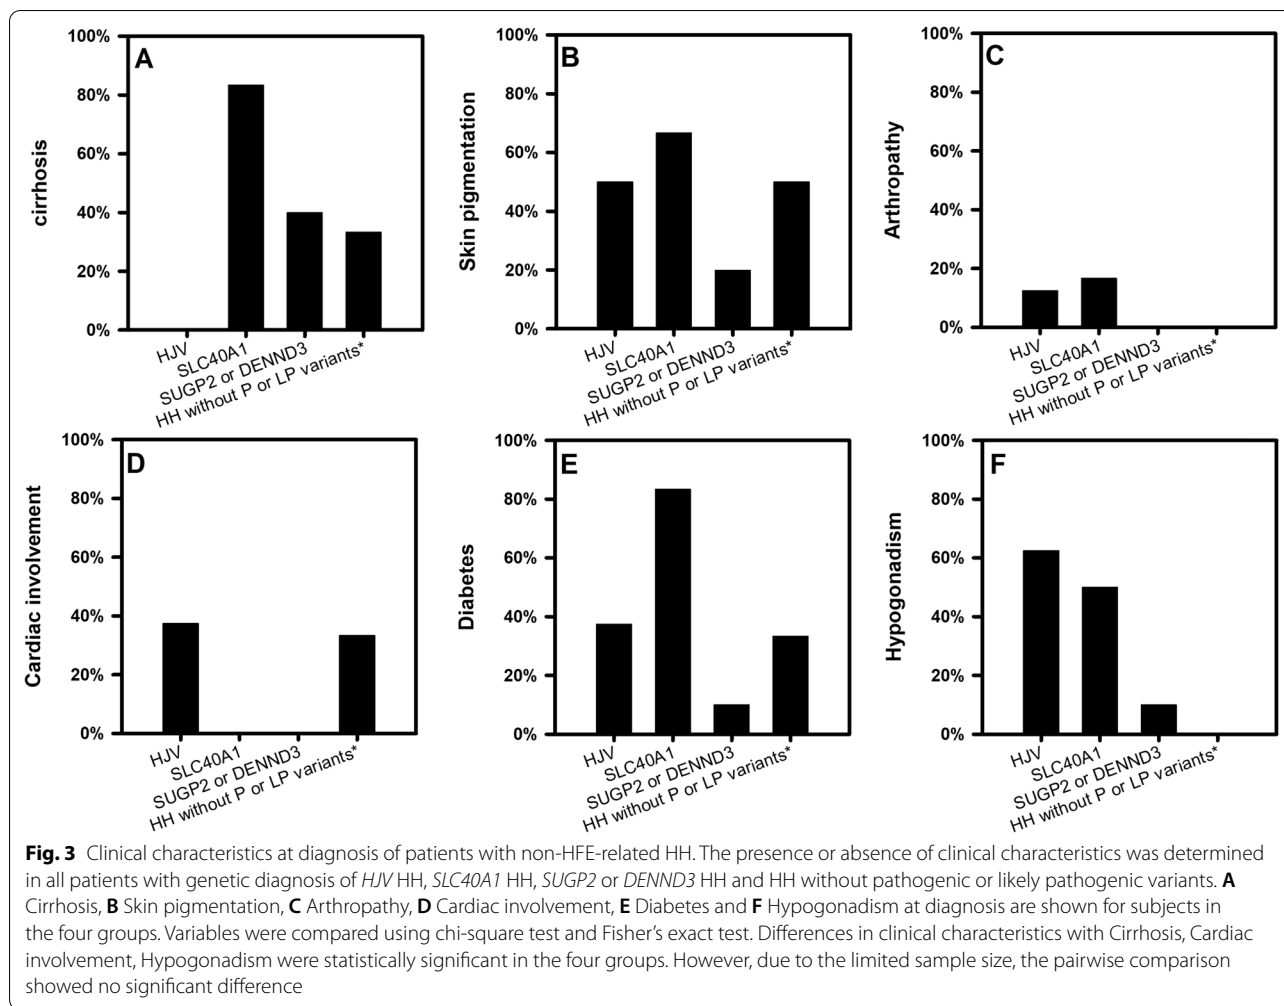 A
100%
80%
60%
40%
20%
0%
cirrhosis
HJV
SLC40A1
SUGP2 or DENND3
HH without P or LP variants*
B
100%
80%
60%
40%
20%
0%
Skin pigmentation
HJV
SLC40A1
SUGP2 or DENND3
HH without P or LP variants*
C
100%
80%
60%
40%
20%
0%
Arthropathy
HJV
SLC40A1
SUGP2 or DENND3
HH without P or LP variants*
D
100%
80%
60%
40%
20%
0%
Cardiac involvement
HJV
SLC40A1
SUGP2 or DENND3
HH without P or LP variants*
E
100%
80%
60%
40%
20%
0%
Diabetes
HJV
SLC40A1
SUGP2 or DENND3
HH without P or LP variants*
F
100%
80%
60%
40%
20%
0%
Hypogonadism
HJV
SLC40A1
SUGP2 or DENND3
HH without P or LP variants*
Fig. 3 Clinical characteristics at diagnosis of patients with non-HFE-related HH. The presence or absence of clinical characteristics was determined
in all patients with genetic diagnosis of HJV HH, SLC40A1 HH, SUGP2 or DENND3 HH and HH without pathogenic or likely pathogenic variants. A
Cirrhosis, B Skin pigmentation, C Arthropathy, D Cardiac involvement, E Diabetes and F Hypogonadism at diagnosis are shown for subjects in
the four groups. Variables were compared using chi-square test and Fisher's exact test. Differences in clinical characteristics with Cirrhosis, Cardiac
involvement, Hypogonadism were statistically significant in the four groups. However, due to the limited sample size, the pairwise comparison
showed no significant difference